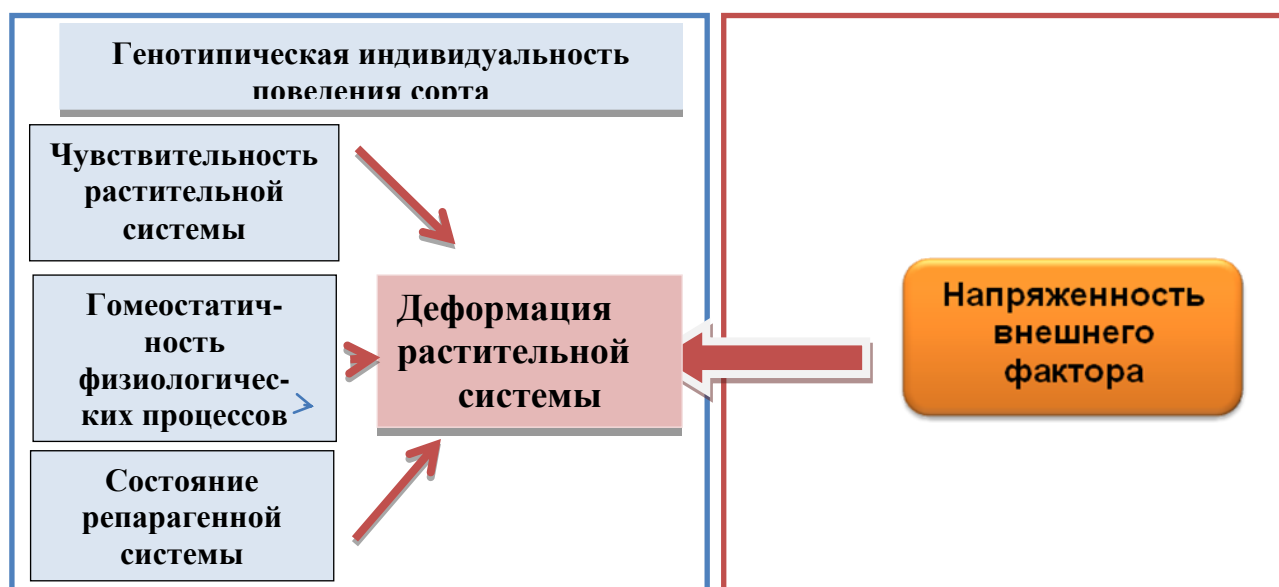 Генотипическая индивидуальность
поведения сорта
Чувствительность
растительной
системы
Гомеостатич-
ность
физиологичес-
ких процессов
Состояние
репарагенной
системы
Деформация
растительной
системы
Напряженность
внешнего
фактора